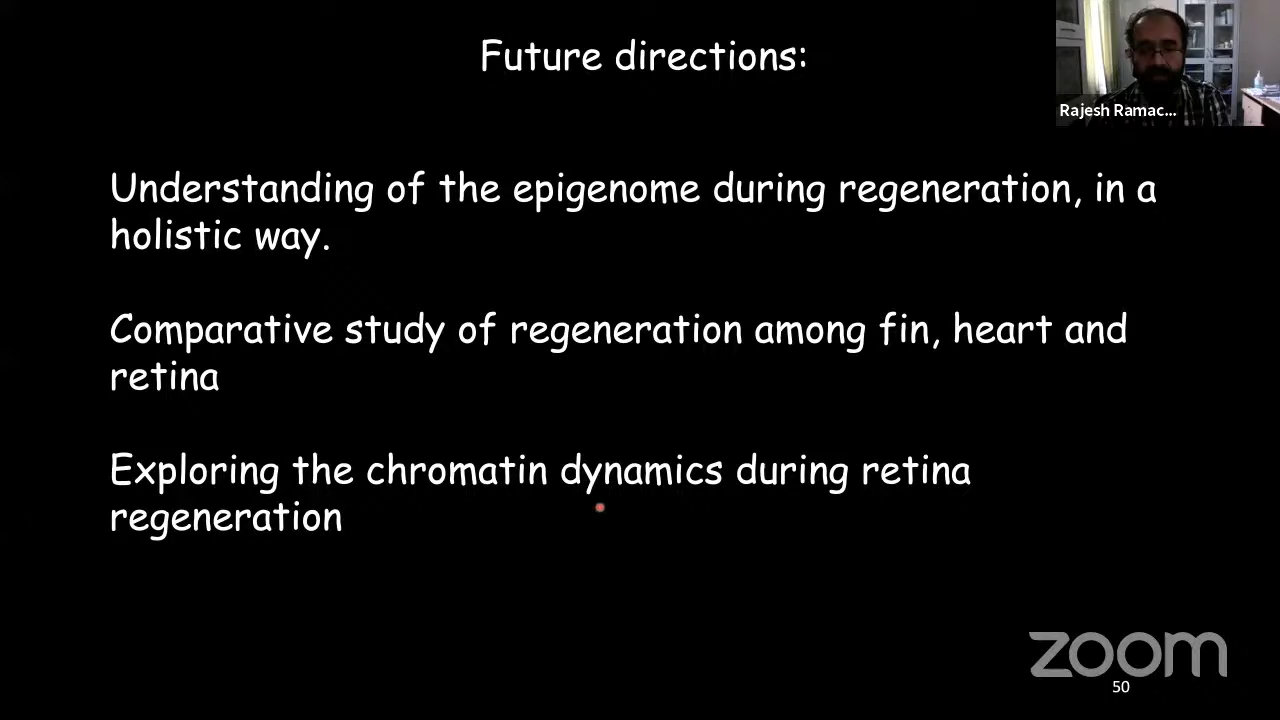 Future directions:
Rajesh Ramac...
Understanding of the epigenome during regeneration, in a
holistic way.
Comparative study of regeneration among fin, heart and
retina
Exploring the chromatin dynamics during retina
regeneration
zoom
50